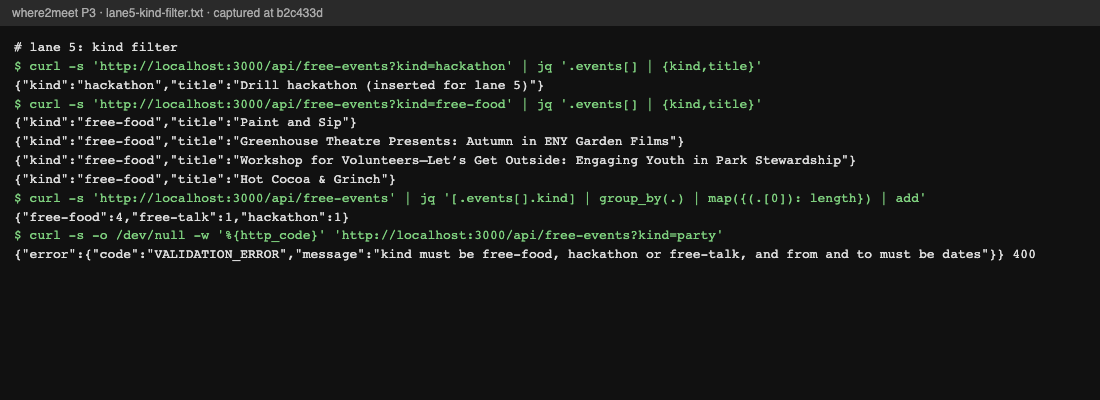 where2meet P3 · lane5-kind-filter.txt · captured at b2c433d
# lane 5: kind filter
$ curl -s 'http://localhost:3000/api/free-events?kind=hackathon' | jq '.events[] | {kind,title}'
{"kind":"hackathon","title":"Drill hackathon (inserted for lane 5)"}
$ curl -s 'http://localhost:3000/api/free-events?kind=free-food' | jq '.events[] | {kind,title}'
{"kind":"free-food","title":"Paint and Sip"}
{"kind":"free-food","title":"Greenhouse Theatre Presents: Autumn in ENY Garden Films"}
{"kind":"free-food","title":"Workshop for Volunteers—Let’s Get Outside: Engaging Youth in Park Stewardship"}
{"kind":"free-food","title":"Hot Cocoa & Grinch"}
$ curl -s 'http://localhost:3000/api/free-events' | jq '[.events[].kind] | group_by(.) | map({(.[0]): length}) | add'
{"free-food":4,"free-talk":1,"hackathon":1}
$ curl -s -o /dev/null -w '%{http_code}' 'http://localhost:3000/api/free-events?kind=party'
{"error":{"code":"VALIDATION_ERROR","message":"kind must be free-food, hackathon or free-talk, and from and to must be dates"}} 400